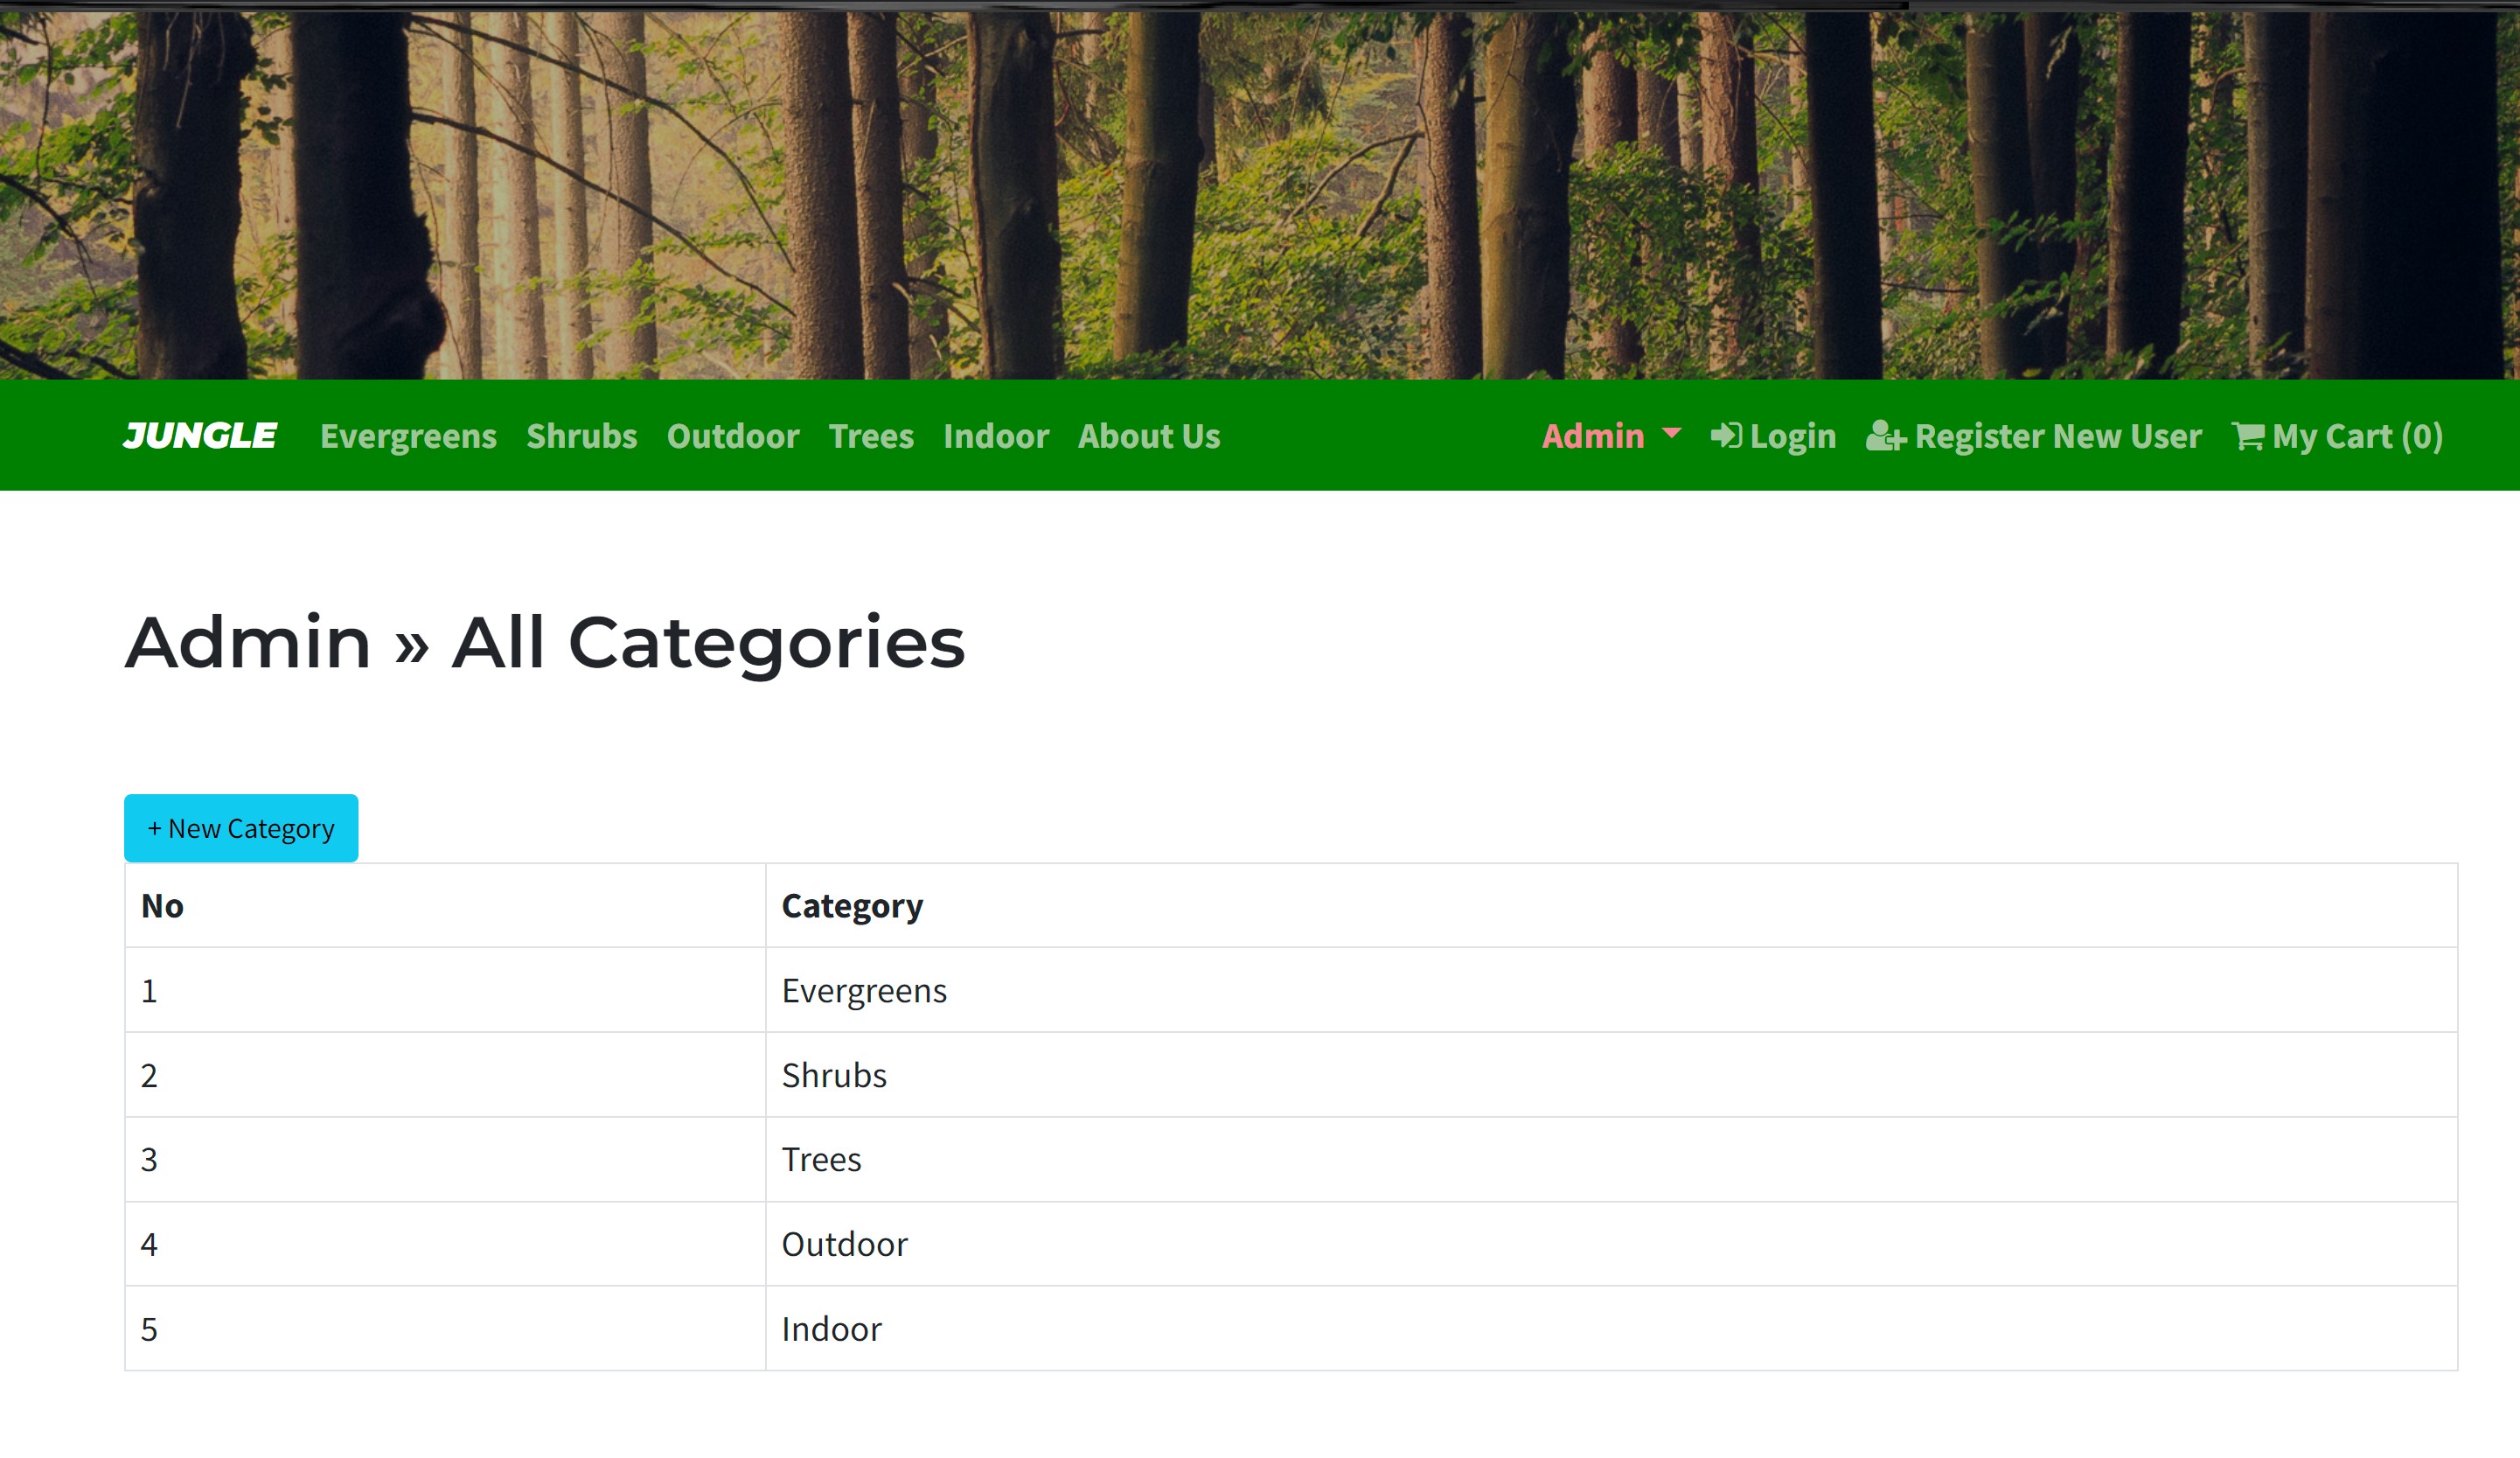 JUNGLE Evergreens Shrubs Outdoor Trees Indoor About Us Admin Login Register New User My Cart (0)
Admin » All Categories
+ New Category
No Category
1 Evergreens
2 Shrubs
3 Trees
4 Outdoor
5 Indoor